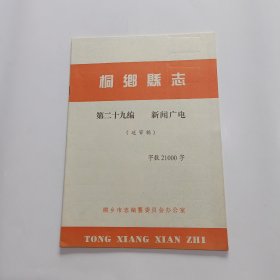 桐鄉縣志
第二十九编 新闻广电
(送审稿)
字数21000字
桐乡市志编纂委员会办公室
TONG XIANG XIAN ZHI